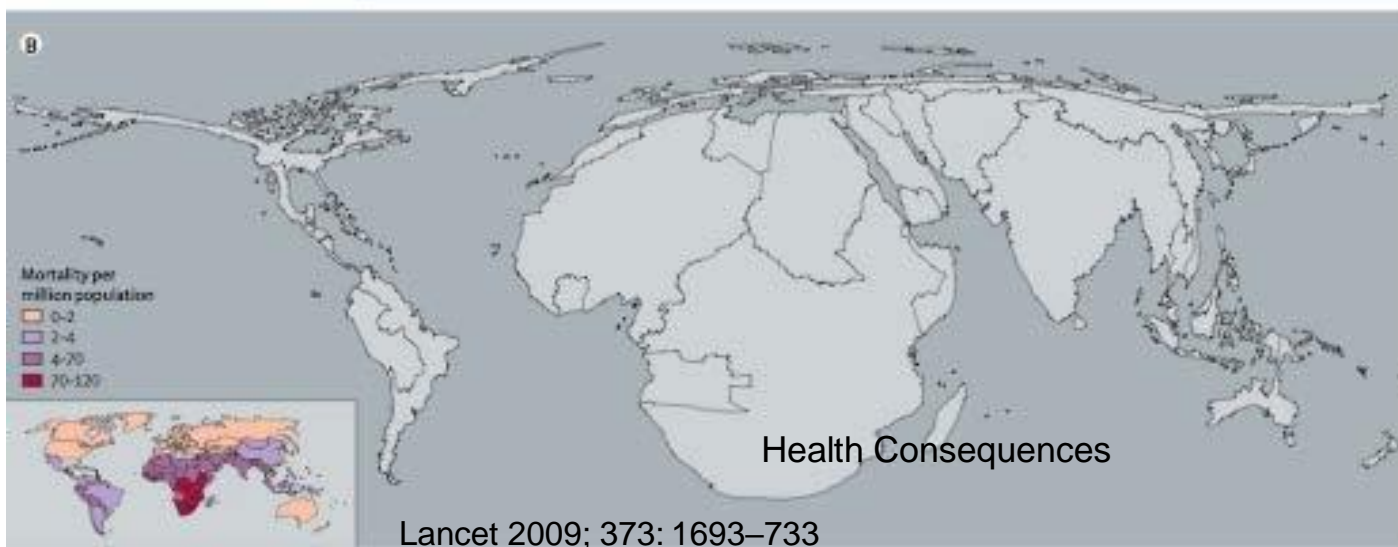 B
Mortality per
million population
0–2
2–4
4–70
70–120
Health Consequences
Lancet 2009; 373: 1693–733